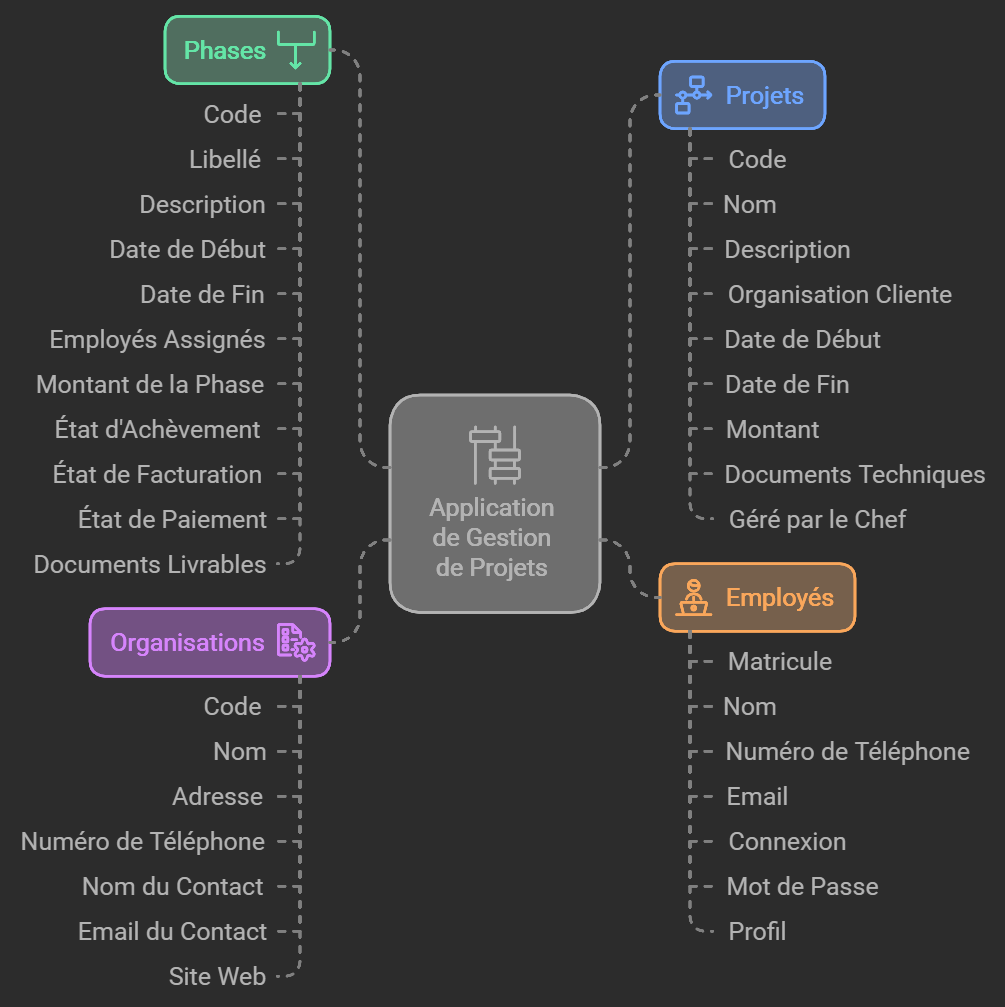 Phases
Code
Libellé
Description
Date de Début
Date de Fin
Employés Assignés
Montant de la Phase
État d'Achèvement
État de Facturation
État de Paiement
Documents Livrables
Organisations
Code
Nom
Adresse
Numéro de Téléphone
Nom du Contact
Email du Contact
Site Web
Application
de Gestion
de Projets
Projets
Code
Nom
Description
Organisation Cliente
Date de Début
Date de Fin
Montant
Documents Techniques
Géré par le Chef
Employés
Matricule
Nom
Numéro de Téléphone
Email
Connexion
Mot de Passe
Profil